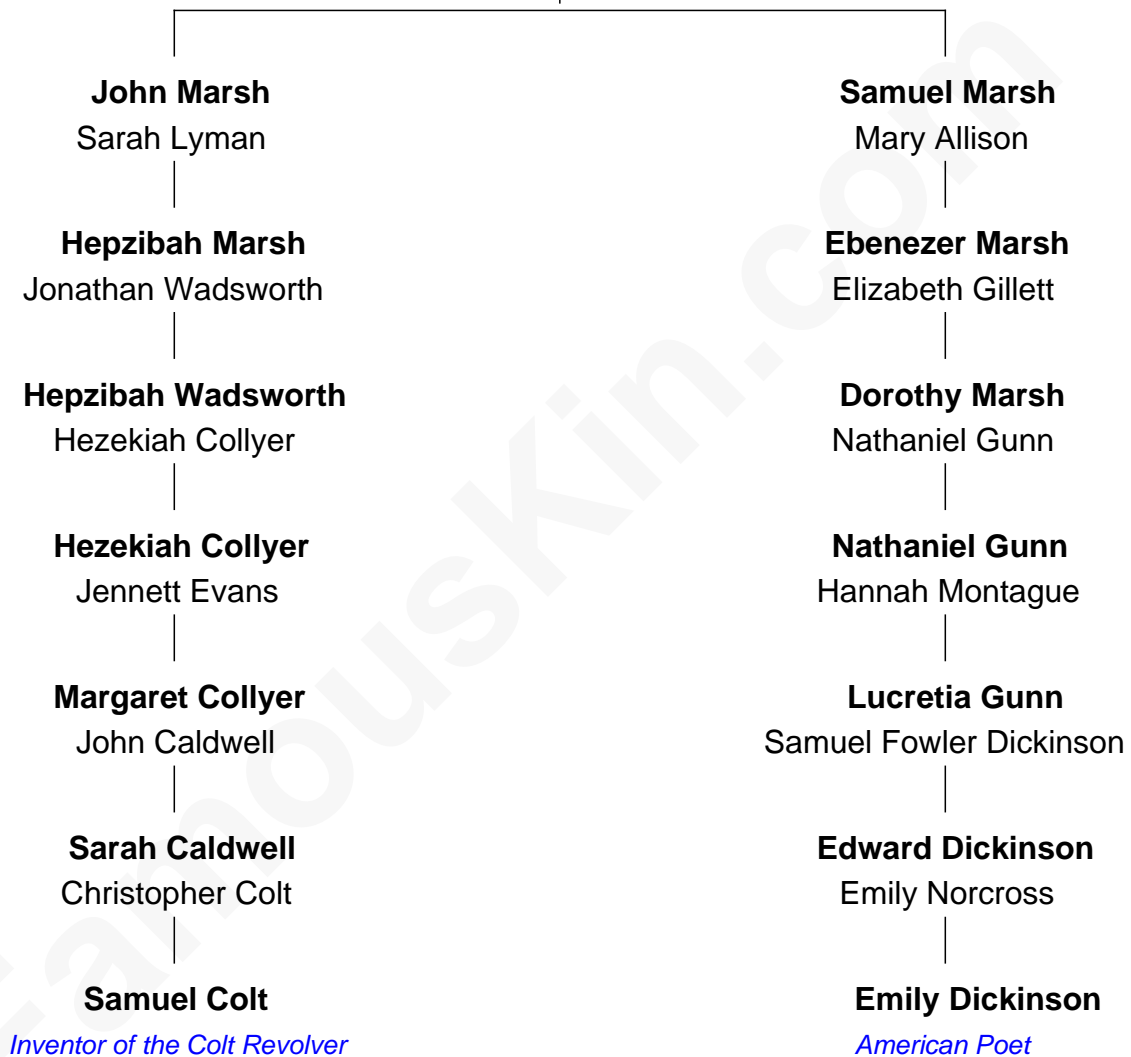 John Marsh
Sarah Lyman
Hepzibah Marsh
Jonathan Wadsworth
Hepzibah Wadsworth
Hezekiah Collyer
Hezekiah Collyer
Jennett Evans
Margaret Collyer
John Caldwell
Sarah Caldwell
Christopher Colt
Samuel Colt
Inventor of the Colt Revolver
Samuel Marsh
Mary Allison
Ebenezer Marsh
Elizabeth Gillett
Dorothy Marsh
Nathaniel Gunn
Nathaniel Gunn
Hannah Montague
Lucretia Gunn
Samuel Fowler Dickinson
Edward Dickinson
Emily Norcross
Emily Dickinson
American Poet
FamousKin.com